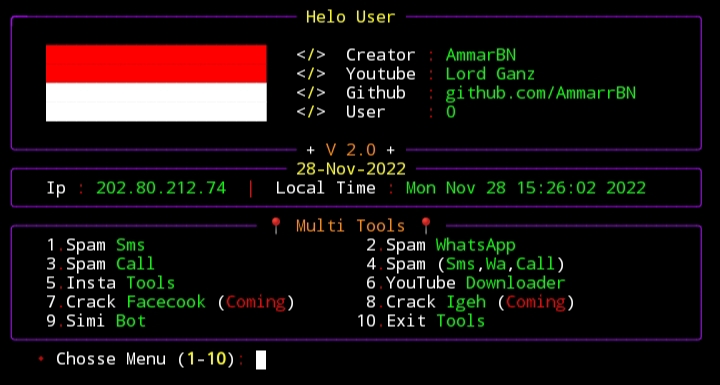 Helo User
</> Creator : AmmarBN
</> Youtube : Lord Ganz
</> Github : github.com/AmmarrBN
</> User : 0
+ V 2.0 +
28-Nov-2022
Ip : 202.80.212.74 | Local Time : Mon Nov 28 15:26:02 2022
Multi Tools
1.Spam Sms 2.Spam WhatsApp
3.Spam Call 4.Spam (Sms,Wa,Call)
5.Insta Tools 6.YouTube Downloader
7.Crack Facecook (Coming) 8.Crack Igeh (Coming)
9.Simi Bot 10.Exit Tools
• Chosse Menu (1-10):